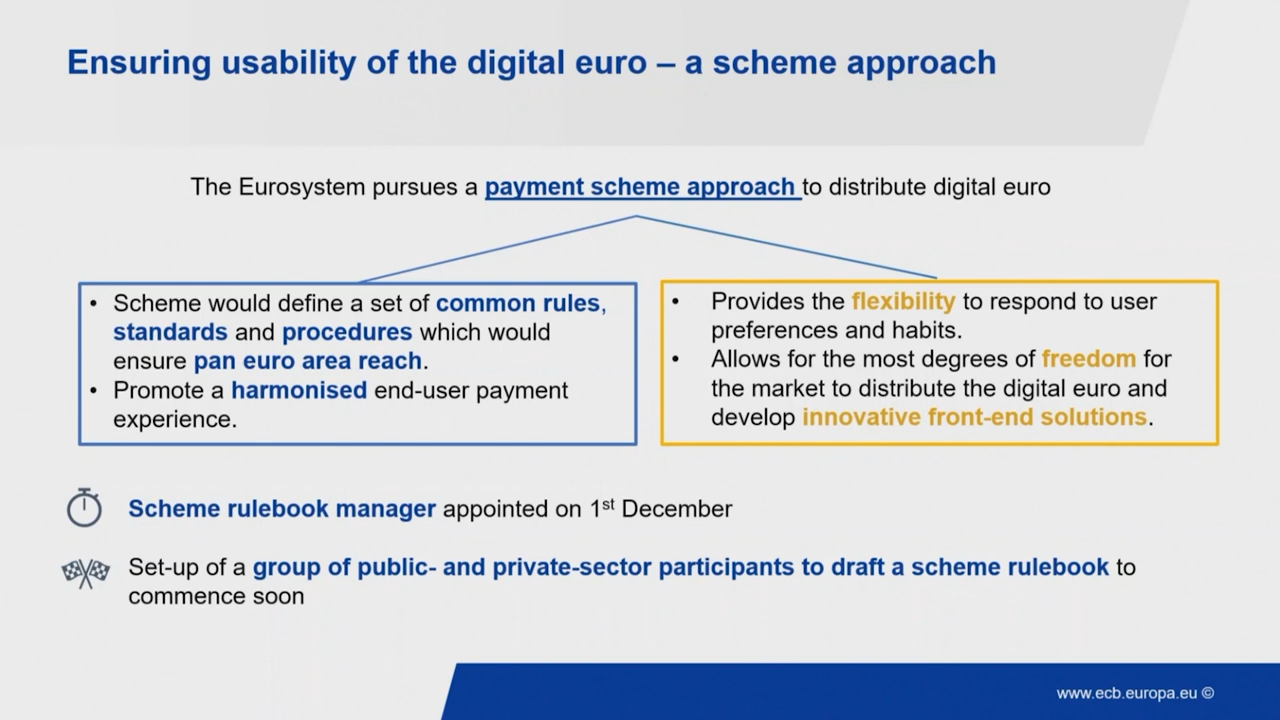 Ensuring usability of the digital euro – a scheme approach
The Eurosystem pursues a payment scheme approach to distribute digital euro
• Scheme would define a set of common rules,
standards and procedures which would
ensure pan euro area reach.
• Promote a harmonised end-user payment
experience.
• Provides the flexibility to respond to user
preferences and habits.
• Allows for the most degrees of freedom for
the market to distribute the digital euro and
develop innovative front-end solutions.
Scheme rulebook manager appointed on 1st December
Set-up of a group of public- and private-sector participants to draft a scheme rulebook to
commence soon
www.ecb.europa.eu ©